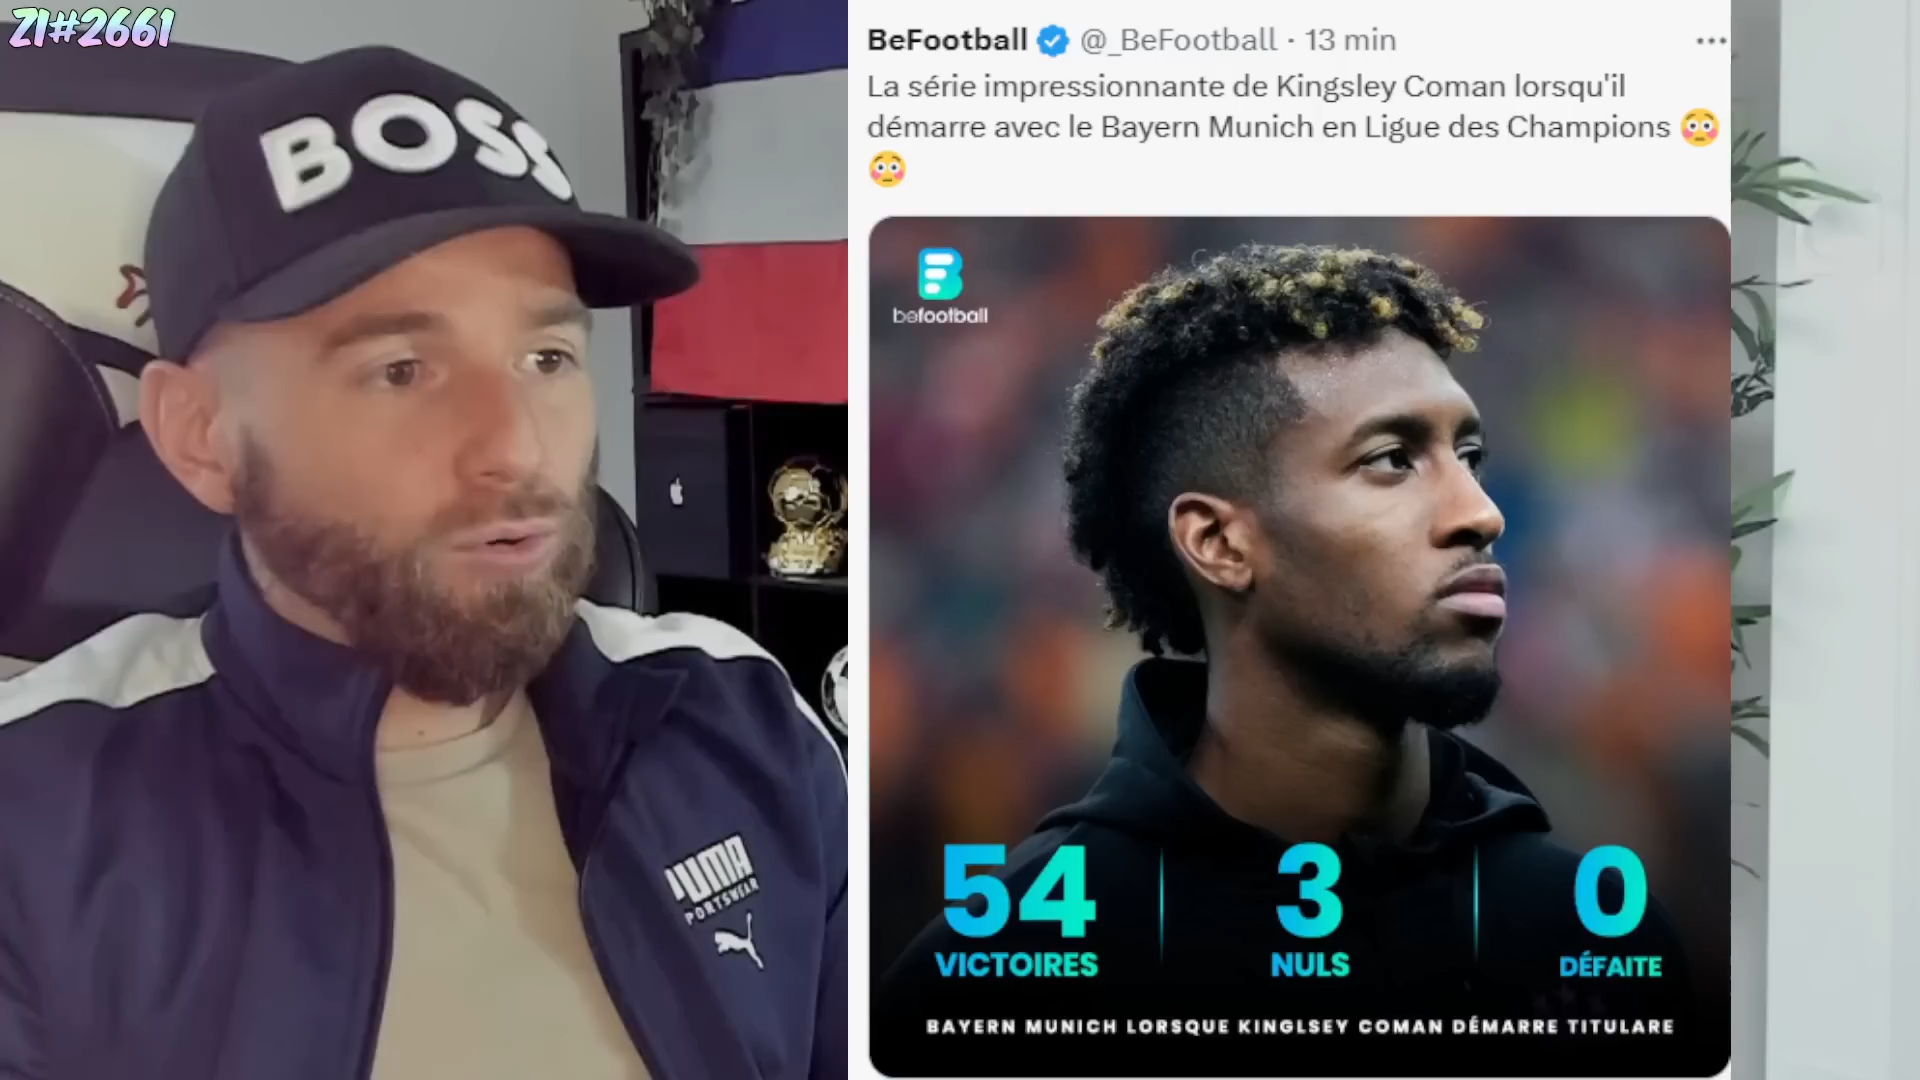 ZI#2661
BOSS
PUMA
PORTSWEAR
BeFootball @_BeFootball · 13 min
La série impressionnante de Kingsley Coman lorsqu'il
démarre avec le Bayern Munich en Ligue des Champions 😳
😳
befootball
54 3 0
VICTOIRES NULS DÉFAITE
BAYERN MUNICH LORSQUE KINGLSEY COMAN DÉMARRE TITULARE